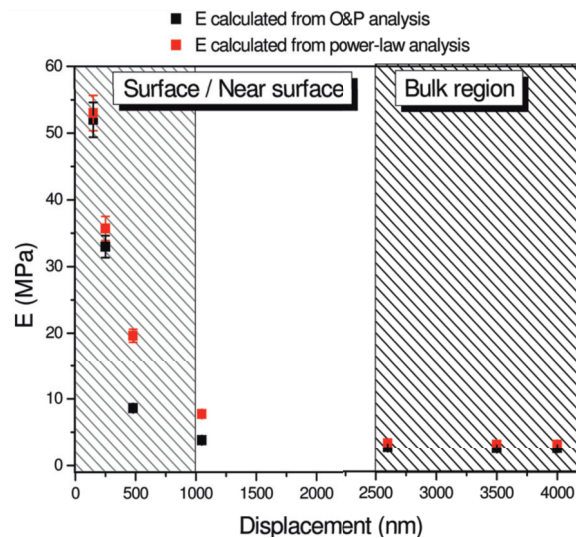 E calculated from O&P analysis
E calculated from power-law analysis
60
50
40
30
20
10
0
E (MPa)
Surface / Near surface
Bulk region
0
500
1000
1500
2000
2500
3000
3500
4000
Displacement (nm)